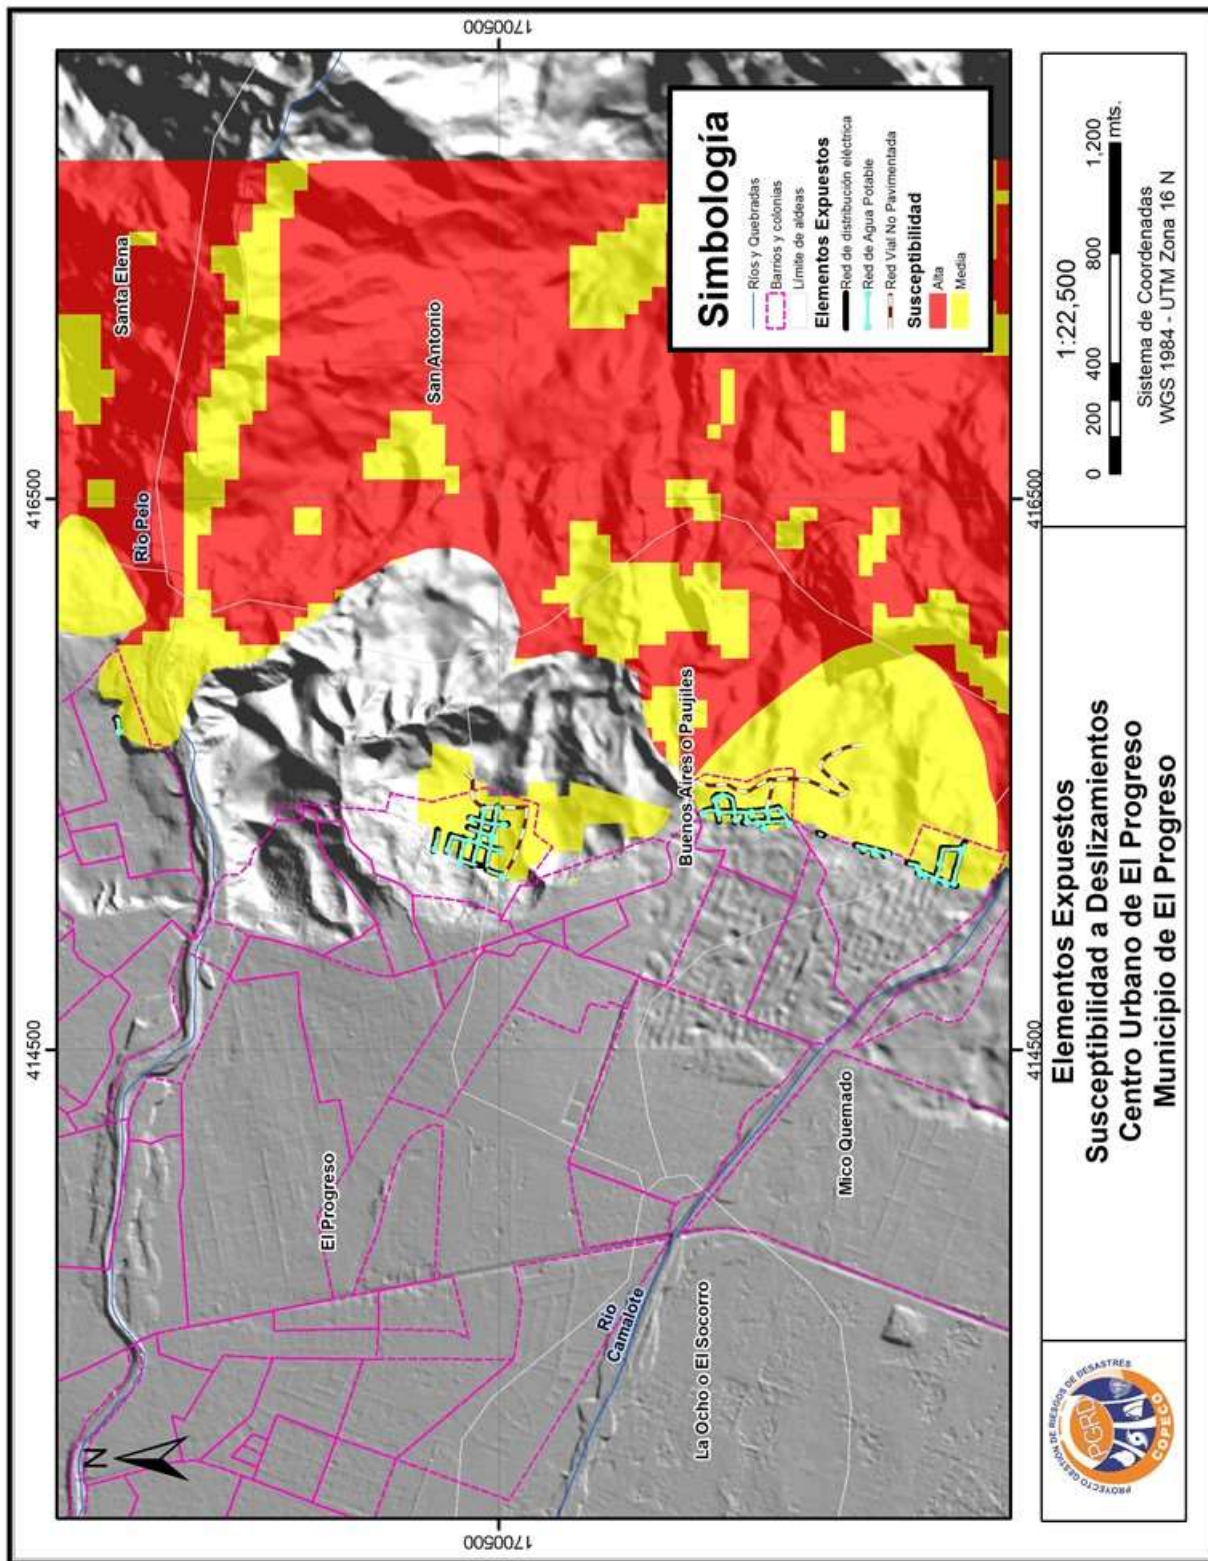 414500
416500
1700500
1700500
414500
416500
N
Santa Elena
Río Pelo
San Antonio
El Progreso
Buenos Aires o Paujiles
Río
Camalote
La Ocho o El Socorro
Mico Quemado
Simbología
Ríos y Quebradas
Barrios y colonias
Límite de aldeas
Elementos Expuestos
Red de distribución eléctrica
Red de Agua Potable
Red Vial No Pavimentada
Susceptibilidad
Alta
Media
PROYECTO GESTIÓN DE RIESGOS DE DESASTRES
PGRD
COPECO
Elementos Expuestos
Susceptibilidad a Deslizamientos
Centro Urbano de El Progreso
Municipio de El Progreso
1:22,500
0 200 400 800 1,200
mts.
Sistema de Coordenadas
WGS 1984 - UTM Zona 16 N